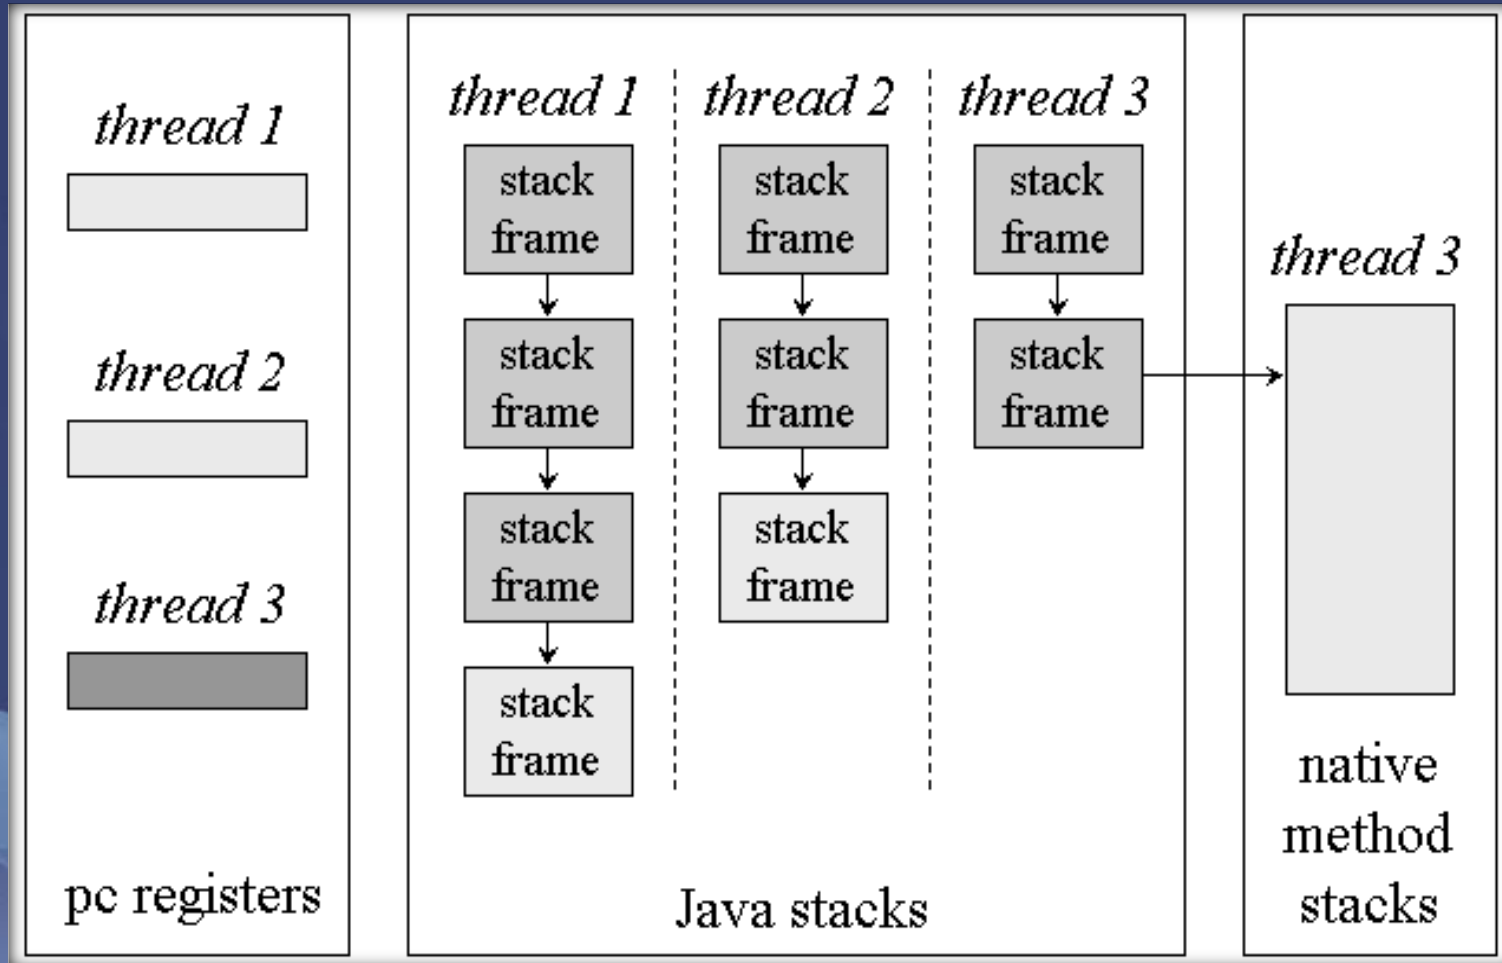 thread 1
thread 2
thread 3
pc registers
thread 1
stack
frame
stack
frame
stack
frame
stack
frame
thread 2
stack
frame
stack
frame
stack
frame
thread 3
stack
frame
stack
frame
Java stacks
thread 3
native
method
stacks